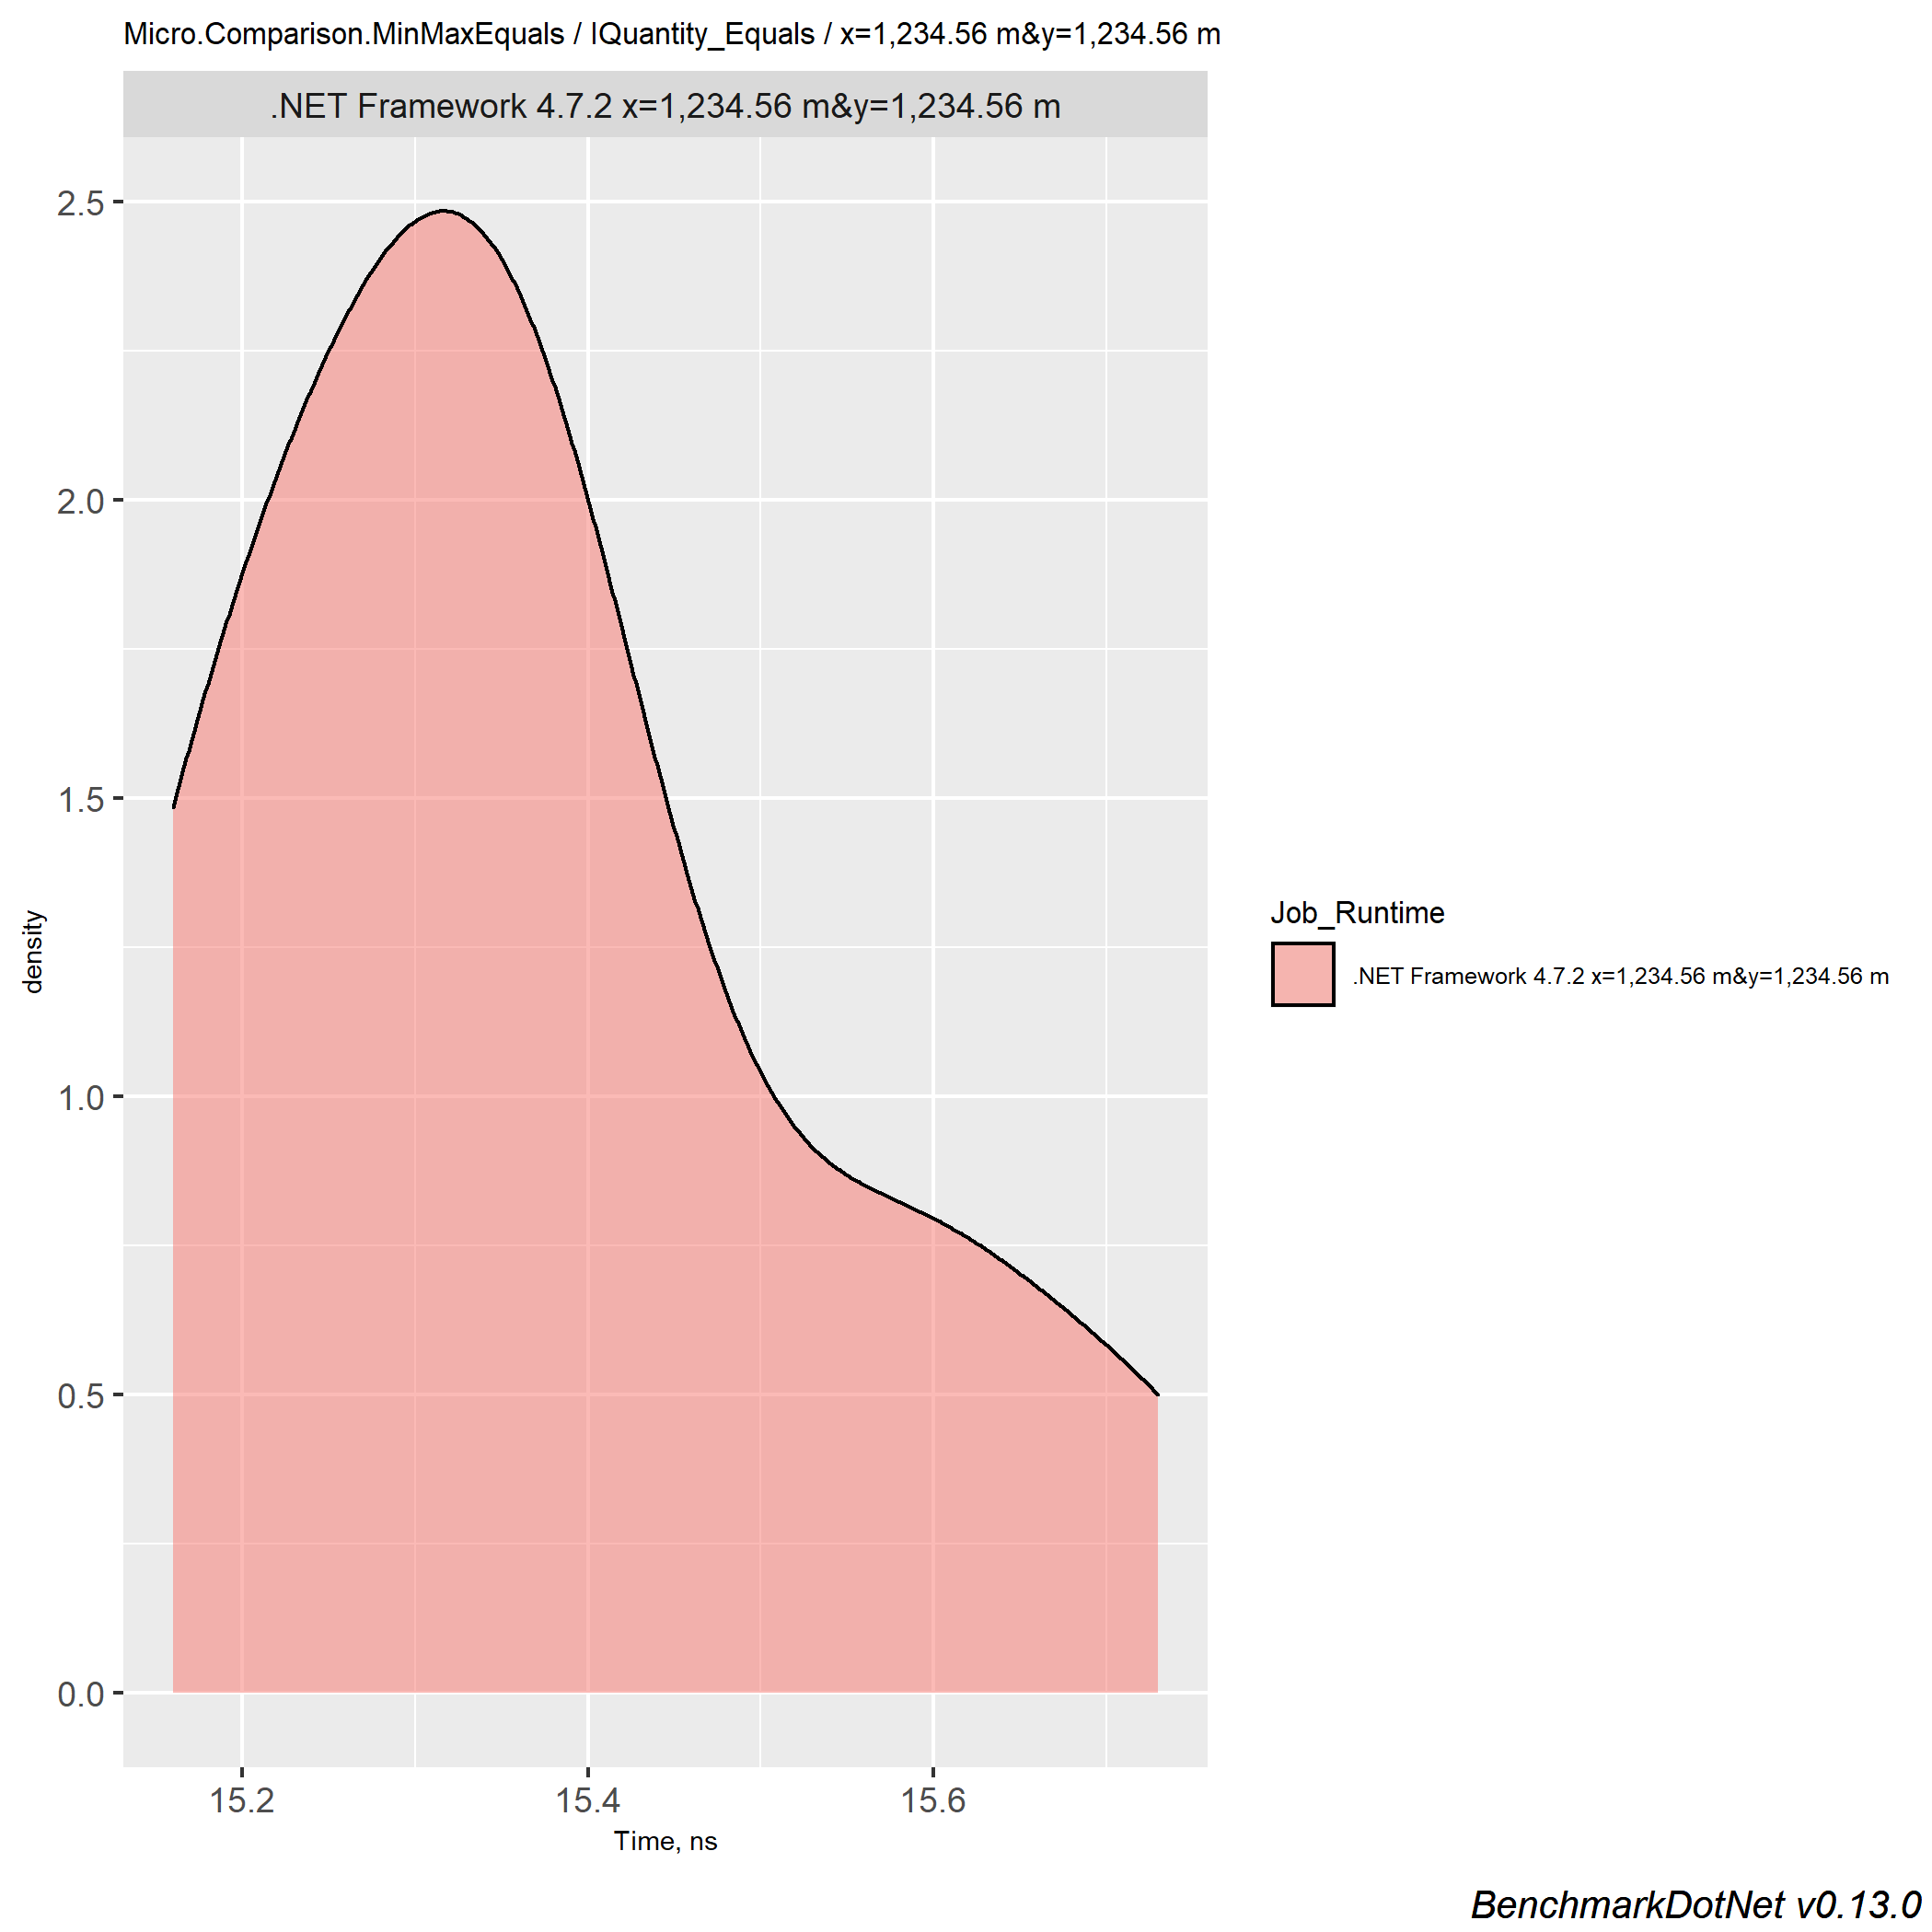 Micro.Comparison.MinMaxEquals / IQuantity_Equals / x=1,234.56 m&y=1,234.56 m
.NET Framework 4.7.2 x=1,234.56 m&y=1,234.56 m
2.5
2.0
1.5
1.0
0.5
0.0
density
15.2 15.4 15.6
Time, ns
Job_Runtime
.NET Framework 4.7.2 x=1,234.56 m&y=1,234.56 m
BenchmarkDotNet v0.13.0